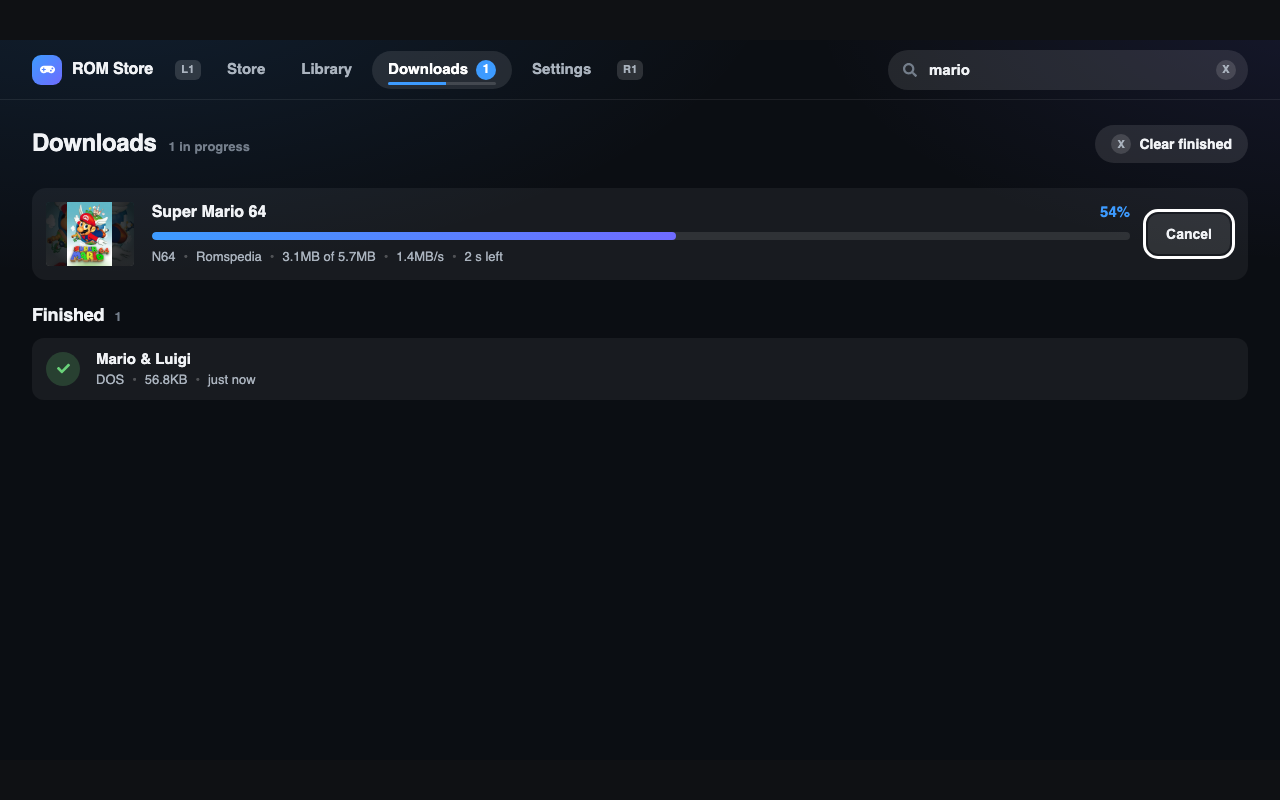 ROM Store L1 Store Library Downloads 1 Settings R1 mario X
Downloads 1 in progress X Clear finished
Super Mario 64 54%
Cancel
N64 • Romspedia • 3.1MB of 5.7MB • 1.4MB/s • 2 s left
Finished 1
Mario & Luigi
DOS • 56.8KB • just now